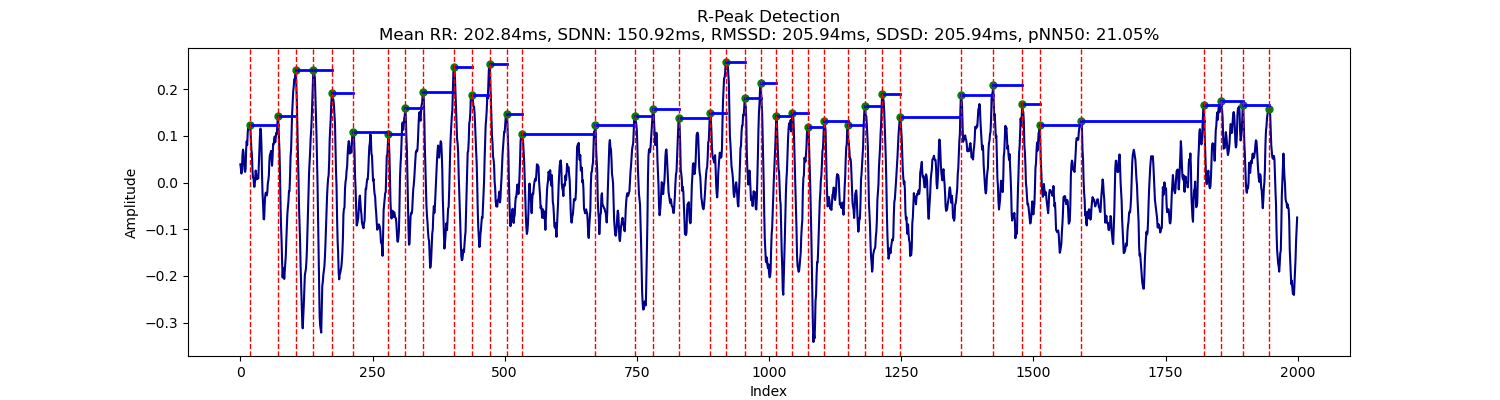 R-Peak Detection
Mean RR: 202.84ms, SDNN: 150.92ms, RMSSD: 205.94ms, SDSD: 205.94ms, pNN50: 21.05%
0.2
0.1
0.0
−0.1
−0.2
−0.3
Amplitude
0 250 500 750 1000 1250 1500 1750 2000
Index